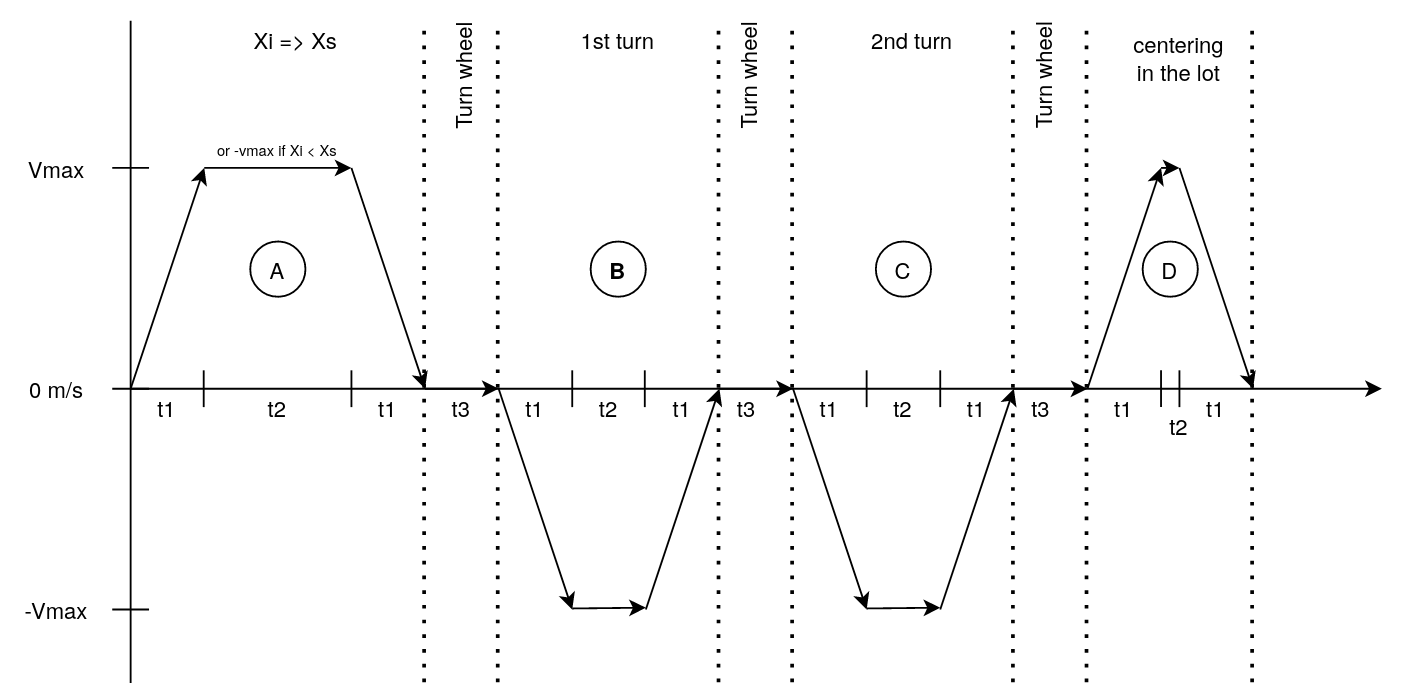 Xi => Xs
Turn wheel
1st turn
Turn wheel
2nd turn
Turn wheel
centering
in the lot
Vmax
or -vmax if Xi < Xs
A
B
C
D
0 m/s
t1
t2
t1
t3
t1
t2
t1
t3
t1
t2
t1
t3
t1
t2
t1
-Vmax